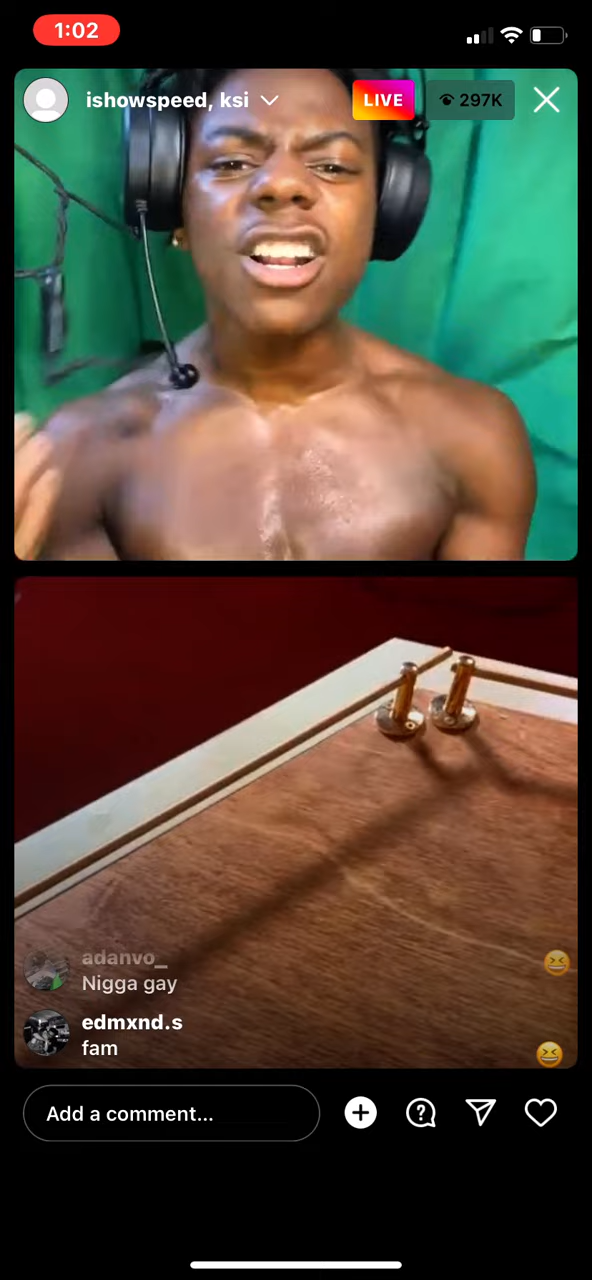 1:02
ishowspeed, ksi
LIVE
297K
adanvo_
Nigga gay
edmxnd.s
fam
Add a comment...